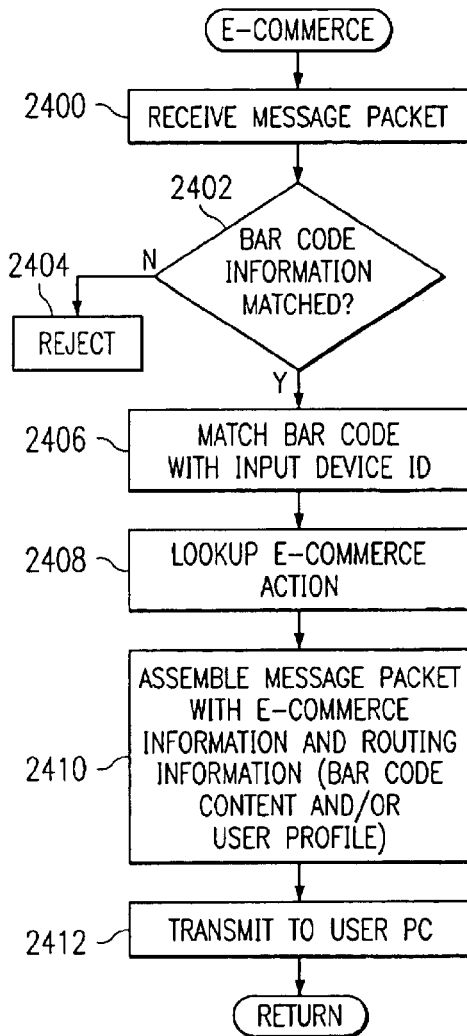 E-COMMERCE
2400
RECEIVE MESSAGE PACKET
2402
BAR CODE
INFORMATION
MATCHED?
N
2404
REJECT
Y
2406
MATCH BAR CODE
WITH INPUT DEVICE ID
2408
LOOKUP E-COMMERCE
ACTION
2410
ASSEMBLE MESSAGE PACKET
WITH E-COMMERCE
INFORMATION AND ROUTING
INFORMATION (BAR CODE
CONTENT AND/OR
USER PROFILE)
2412
TRANSMIT TO USER PC
RETURN